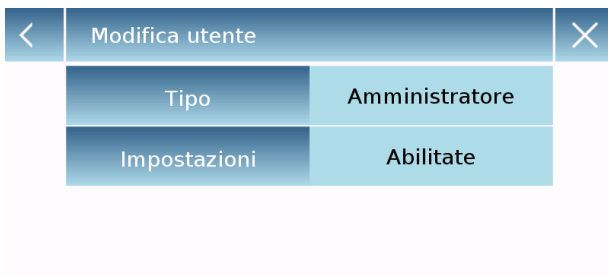 Modifica utente
Tipo Amministratore
Impostazioni Abilitate